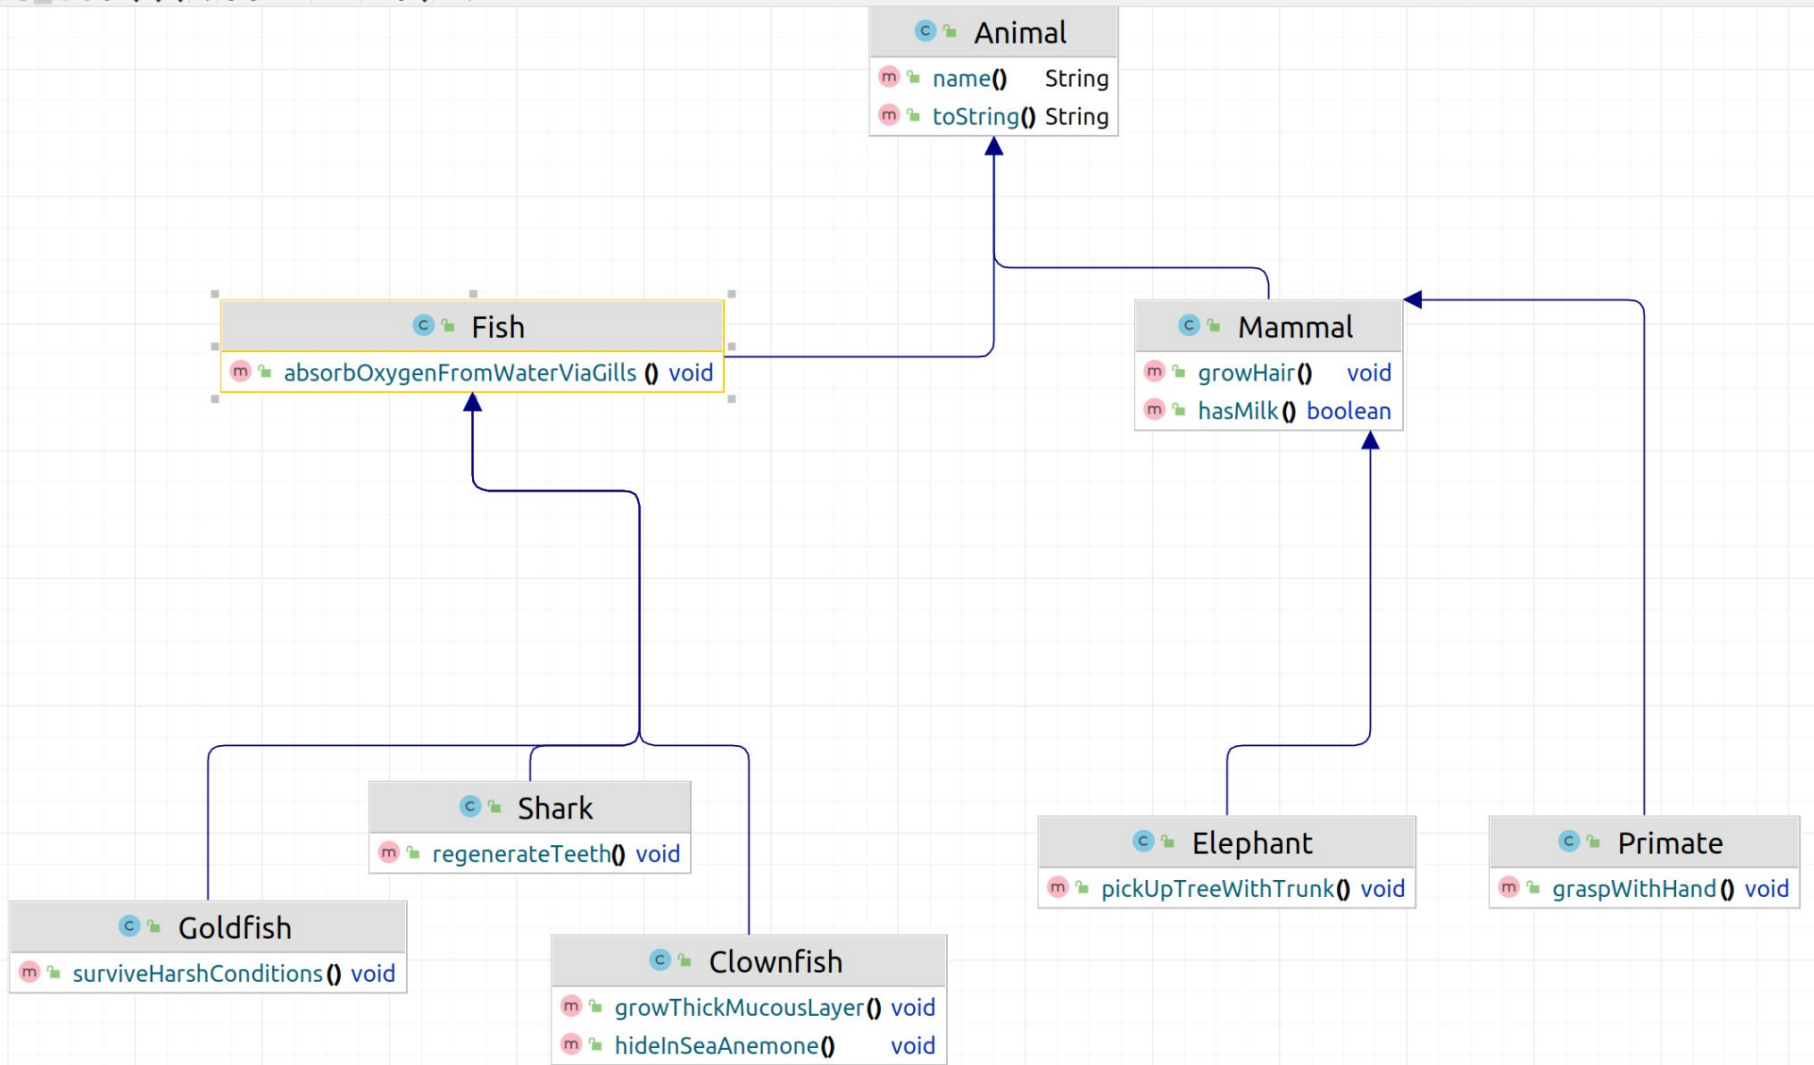 C Animal
m name() String
m toString() String
C Fish
m absorbOxygenFromWaterViaGills () void
C Mammal
m growHair() void
m hasMilk() boolean
C Shark
m regenerateTeeth() void
C Elephant
m pickUpTreeWithTrunk() void
C Primate
m graspWithHand() void
C Goldfish
m surviveHarshConditions() void
C Clownfish
m growThickMucousLayer() void
m hideInSeaAnemone() void